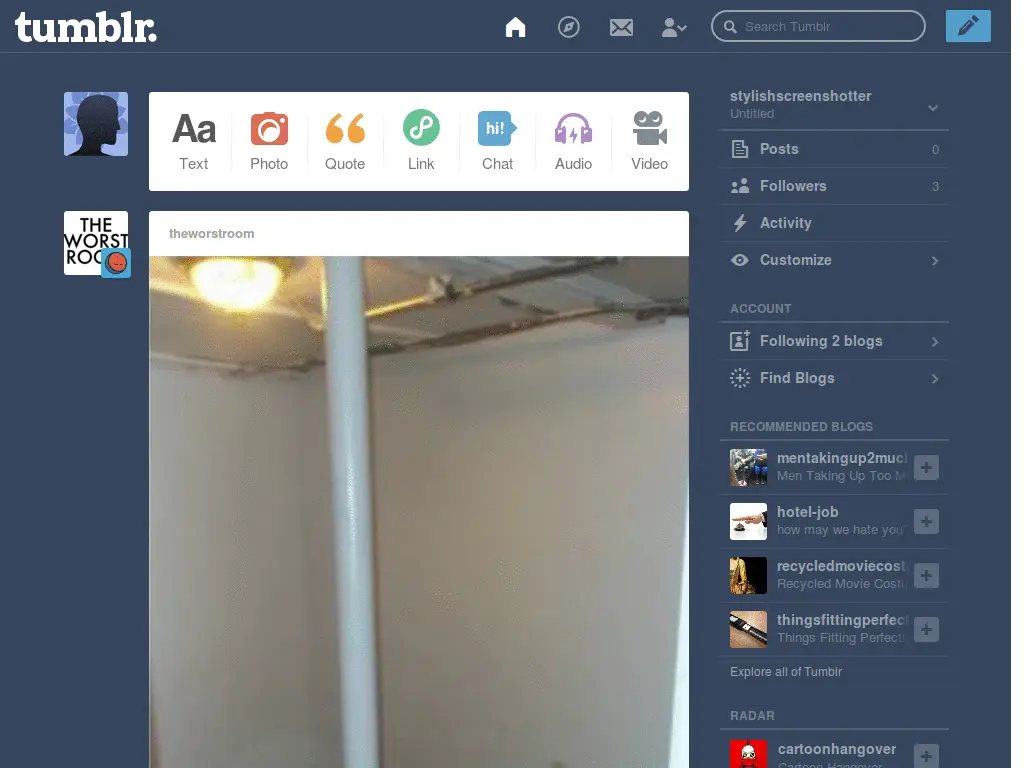 tumblr.
Search Tumblr
Aa
Text
Photo
Quote
Link
hi!
Chat
Audio
Video
THE
WORST
ROO
theworstroom
stylishscreenshotter
Untitled
Posts 0
Followers 3
Activity
Customize
ACCOUNT
Following 2 blogs
Find Blogs
RECOMMENDED BLOGS
mentakingup2muc
Men Taking Up Too M
hotel-job
how may we hate you
recycledmoviecost
Recycled Movie Costu
thingsfittingperfec
Things Fitting Perfect
Explore all of Tumblr
RADAR
cartoonhangover
Cartoon Hangover